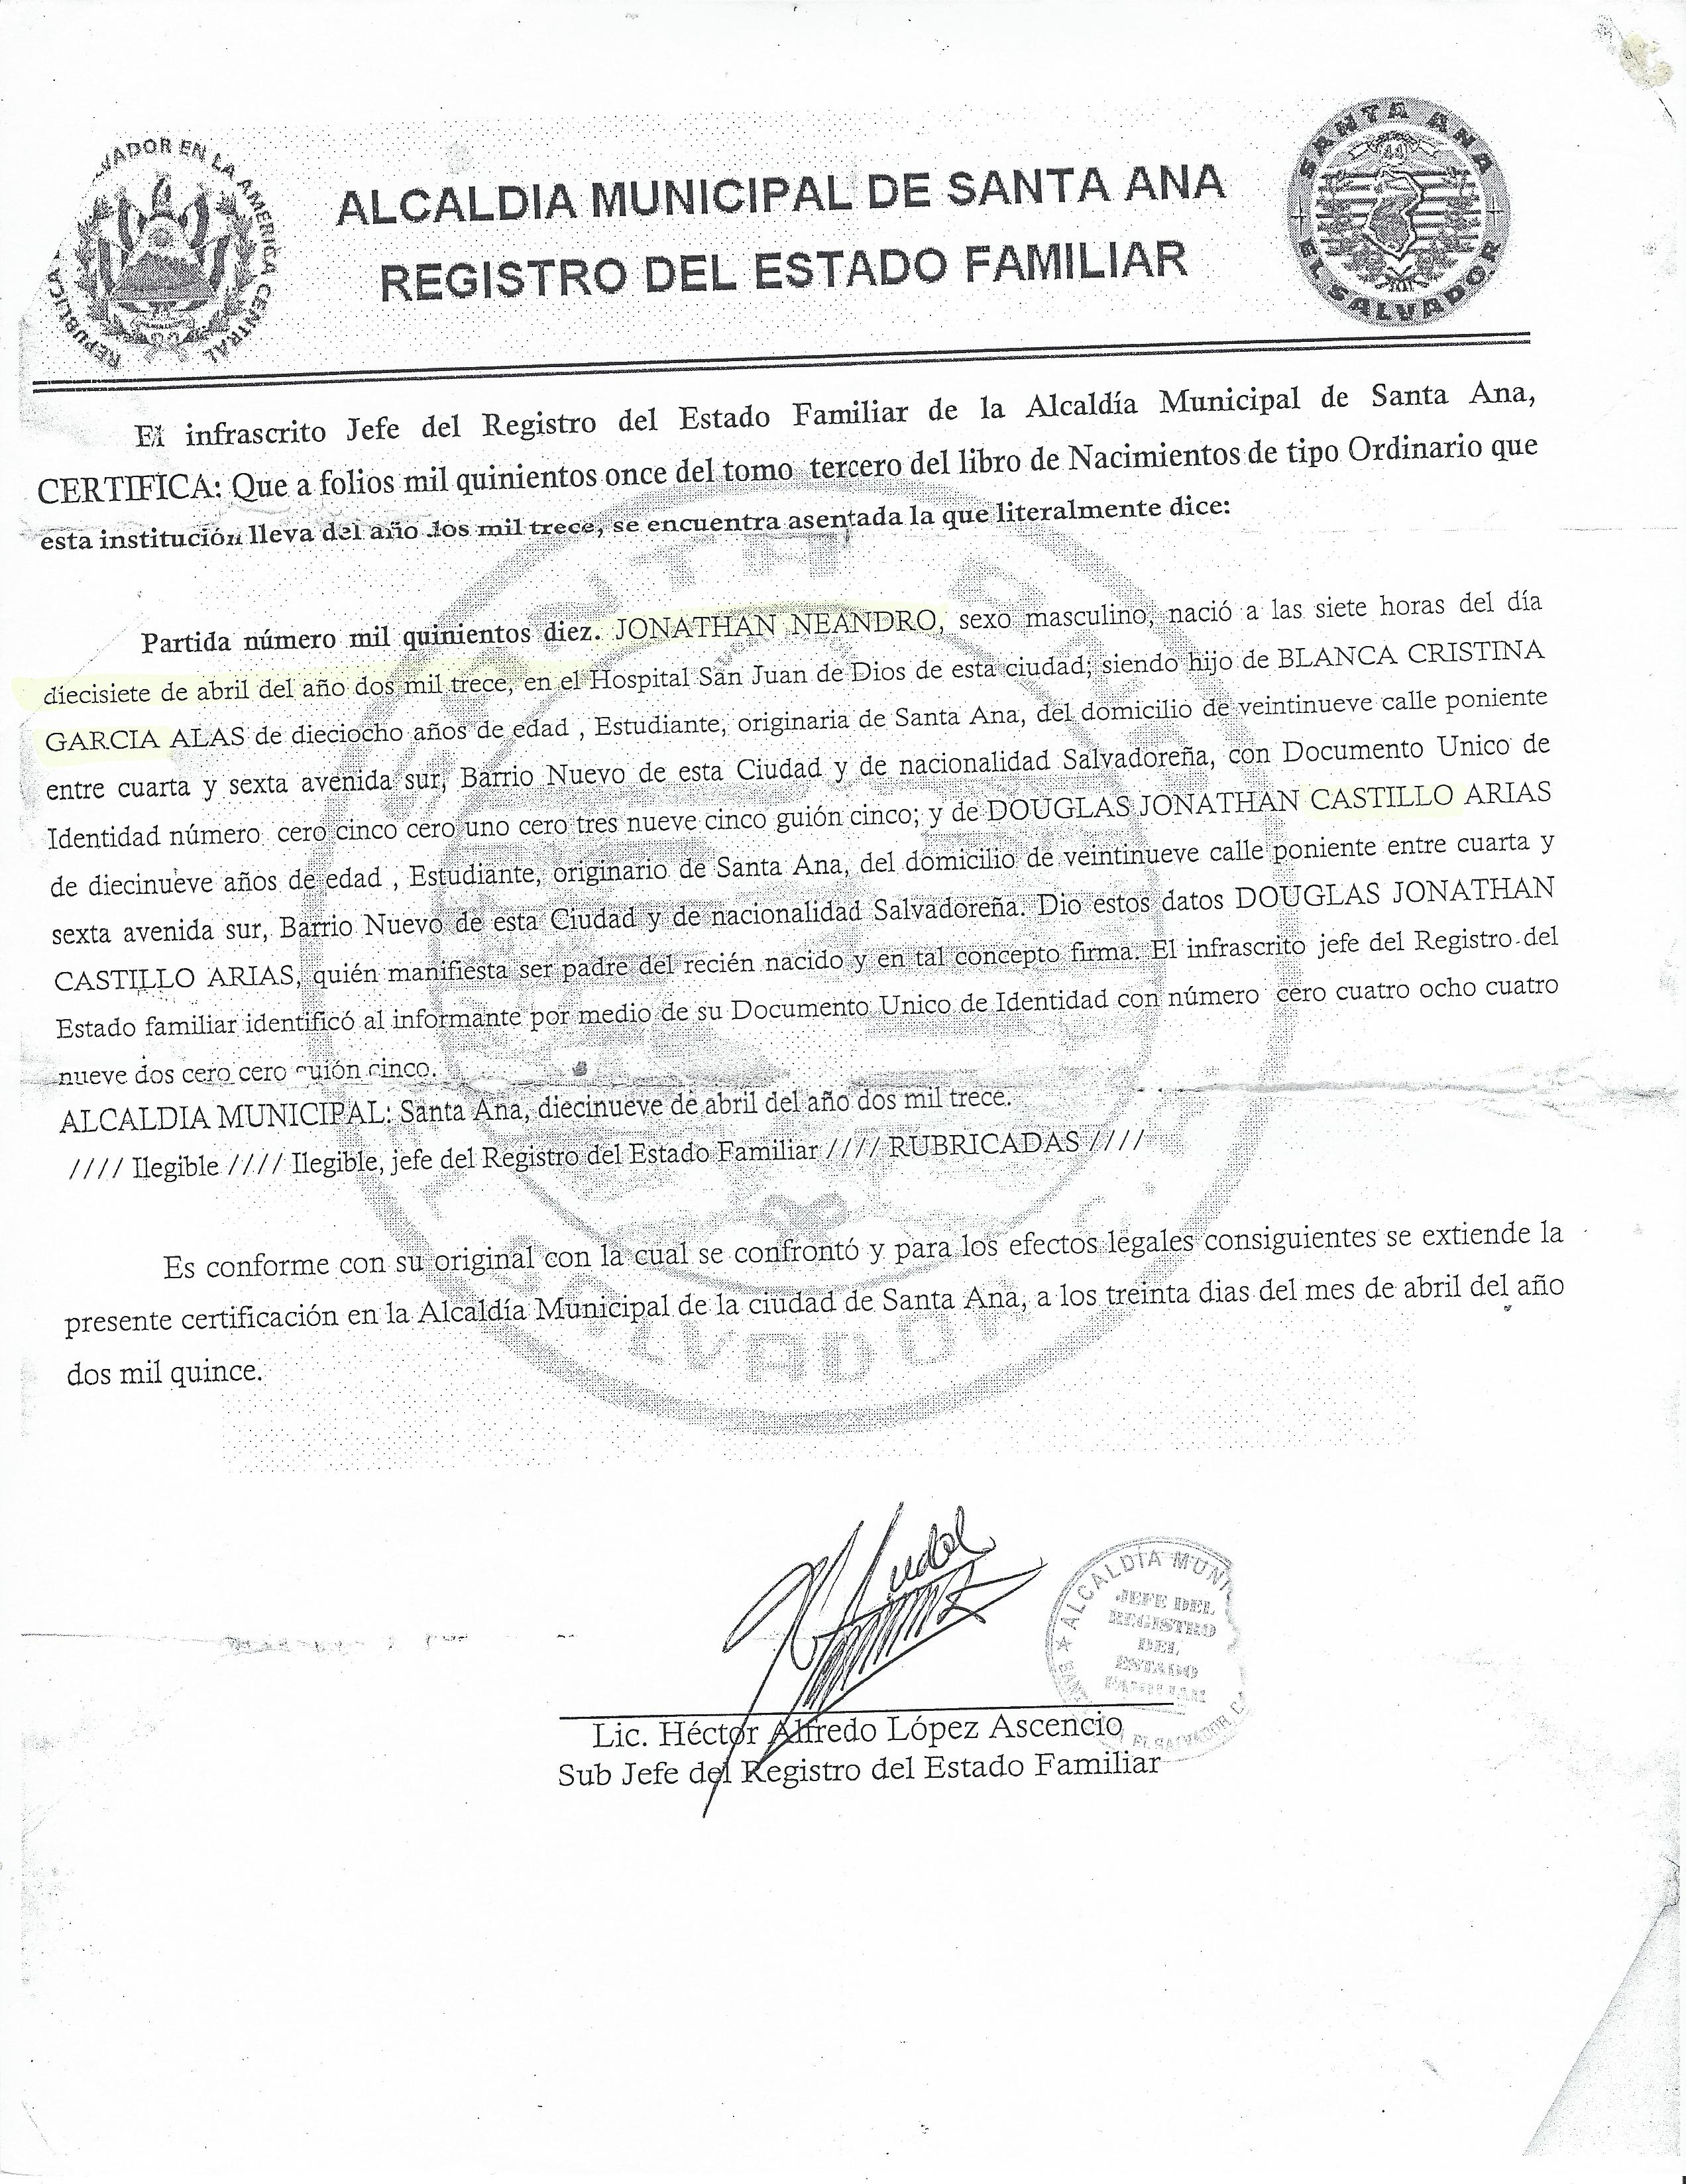 REPUBLICA VADOR EN LA AMERICA CENTRAL
SANTA ANA
EL SALVADOR
ALCALDIA MUNICIPAL DE SANTA ANA
REGISTRO DEL ESTADO FAMILIAR
El infrascrito Jefe del Registro del Estado Familiar de la Alcaldía Municipal de Santa Ana,
CERTIFICA: Que a folios mil quinientos once del tomo tercero del libro de Nacimientos de tipo Ordinario que
esta institución lleva del año dos mil trece, se encuentra asentada la que literalmente dice:
Partida número mil quinientos diez. JONATHAN NEANDRO, sexo masculino, nació a las siete horas del día
diecisiete de abril del año dos mil trece, en el Hospital San Juan de Dios de esta ciudad; siendo hijo de BLANCA CRISTINA
GARCIA ALAS de dieciocho años de edad , Estudiante, originaria de Santa Ana, del domicilio de veintinueve calle poniente
entre cuarta y sexta avenida sur, Barrio Nuevo de esta Ciudad y de nacionalidad Salvadoreña, con Documento Unico de
Identidad número cero cinco cero uno cero tres nueve cinco guión cinco; y de DOUGLAS JONATHAN CASTILLO ARIAS
de diecinueve años de edad , Estudiante, originario de Santa Ana, del domicilio de veintinueve calle poniente entre cuarta y
sexta avenida sur, Barrio Nuevo de esta Ciudad y de nacionalidad Salvadoreña. Dio estos datos DOUGLAS JONATHAN
CASTILLO ARIAS, quién manifiesta ser padre del recién nacido y en tal concepto firma. El infrascrito jefe del Registro del
Estado familiar identificó al informante por medio de su Documento Unico de Identidad con número cero cuatro ocho cuatro
nueve dos cero cero guión cinco.
ALCALDIA MUNICIPAL: Santa Ana, diecinueve de abril del año dos mil trece.
//// Ilegible //// Ilegible, jefe del Registro del Estado Familiar //// RUBRICADAS ////
Es conforme con su original con la cual se confrontó y para los efectos legales consiguientes se extiende la
presente certificación en la Alcaldía Municipal de la ciudad de Santa Ana, a los treinta dias del mes de abril del año
dos mil quince.
ALCALDÍA MUNI
JEFE DEL
REGISTRO
DEL
ESTADO
FAMILIAR
EL SALVADOR C
Lic. Héctor Alfredo López Ascencio
Sub Jefe del Registro del Estado Familiar